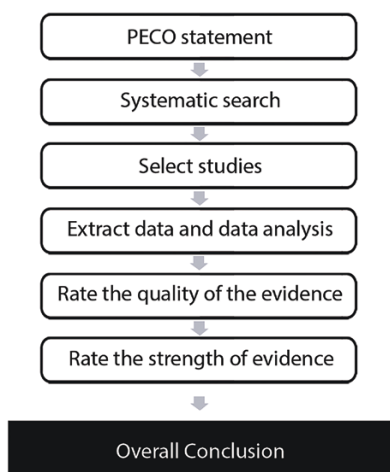 PECO statement
Systematic search
Select studies
Extract data and data analysis
Rate the quality of the evidence
Rate the strength of evidence
Overall Conclusion